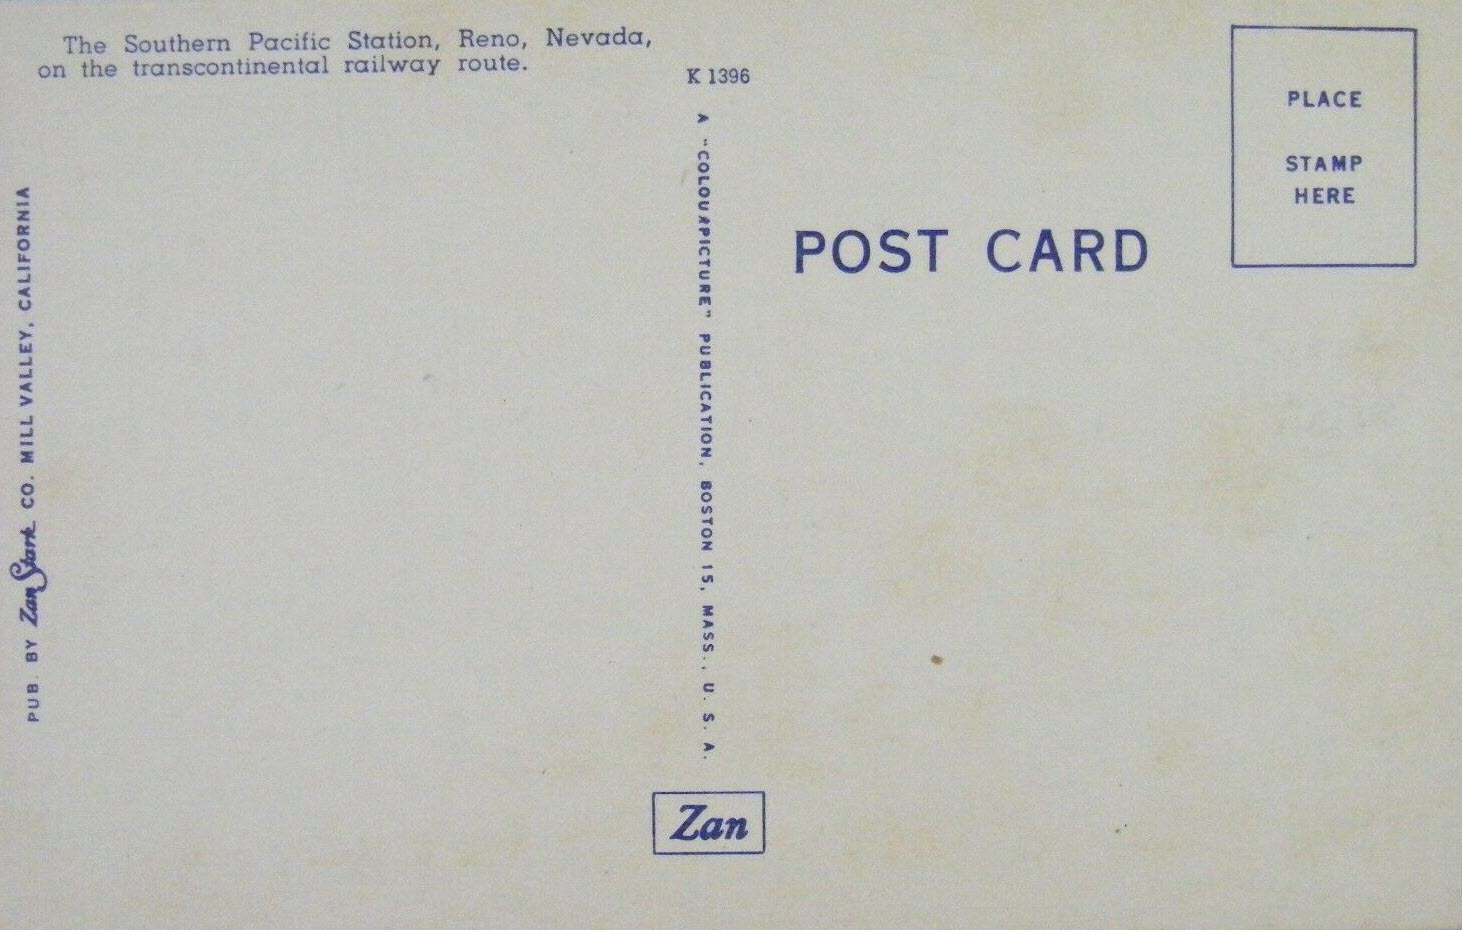 The Southern Pacific Station, Reno, Nevada,
on the transcontinental railway route.
K 1396
PUB. BY Zan Stark CO. MILL VALLEY, CALIFORNIA
A "COLOURPICTURE" PUBLICATION, BOSTON 15, MASS., U. S. A.
POST CARD
PLACE
STAMP
HERE
Zan